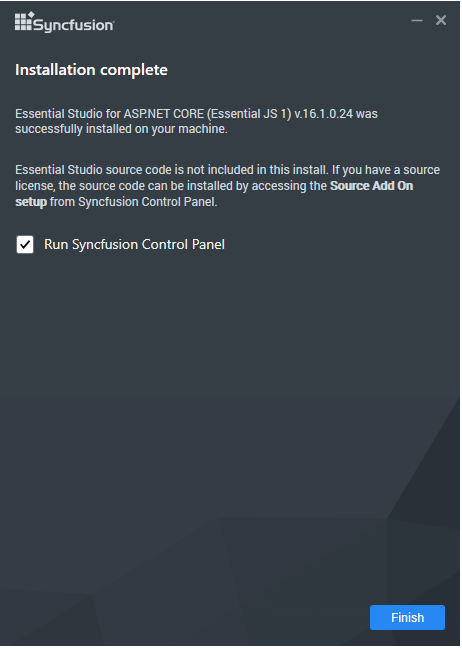 Syncfusion
Installation complete
Essential Studio for ASP.NET CORE (Essential JS 1) v.16.1.0.24 was
successfully installed on your machine.
Essential Studio source code is not included in this install. If you have a source
license, the source code can be installed by accessing the Source Add On
setup from Syncfusion Control Panel.
Run Syncfusion Control Panel
Finish